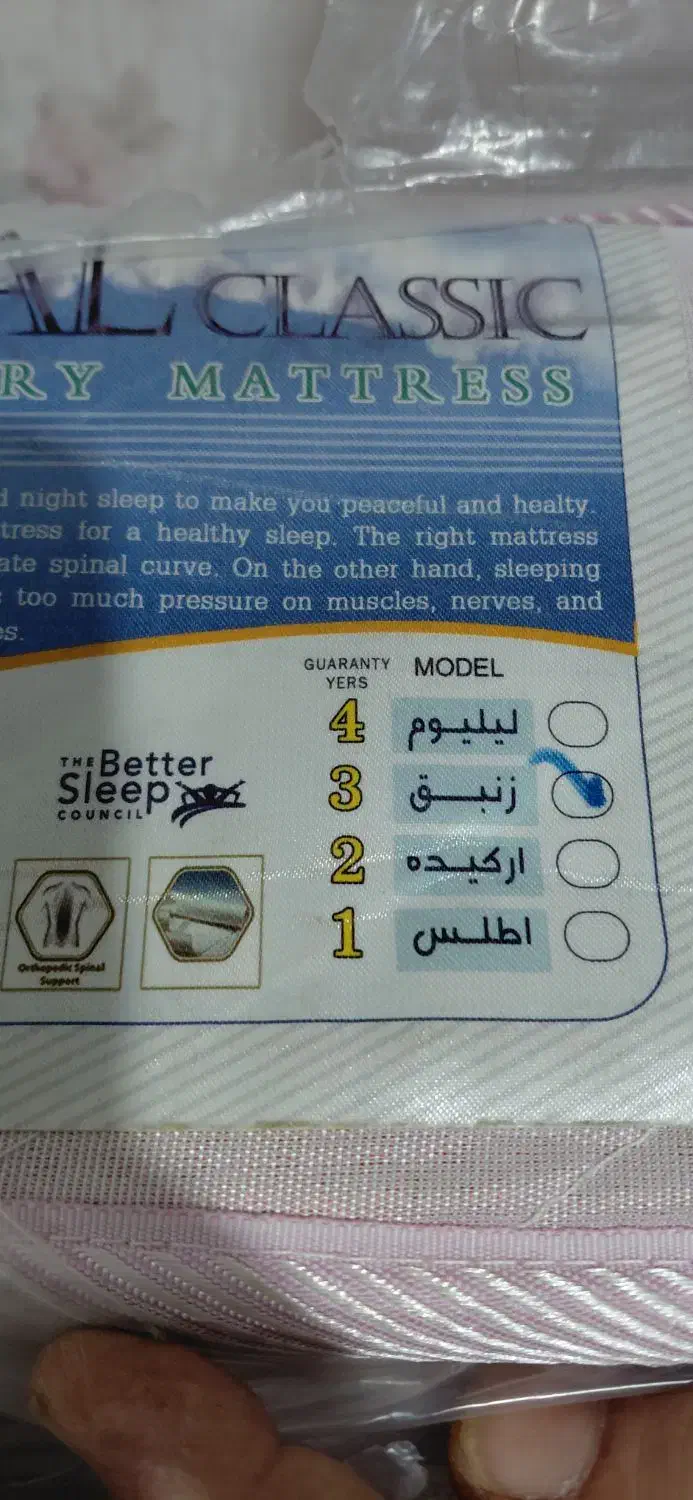 AL CLASSIC
RY MATTRESS
d night sleep to make you peaceful and healty.
tress for a healthy sleep. The right mattress
ate spinal curve. On the other hand, sleeping
too much pressure on muscles, nerves, and
es.
GUARANTY YERS MODEL
4 لیلیوم
3 زنبق
2 ارکیده
1 اطلس
THE Better
Sleep
COUNCIL
Orthopedic Spinal
Support